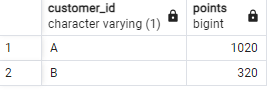 customer_id points
character varying (1) bigint
1 A 1020
2 B 320